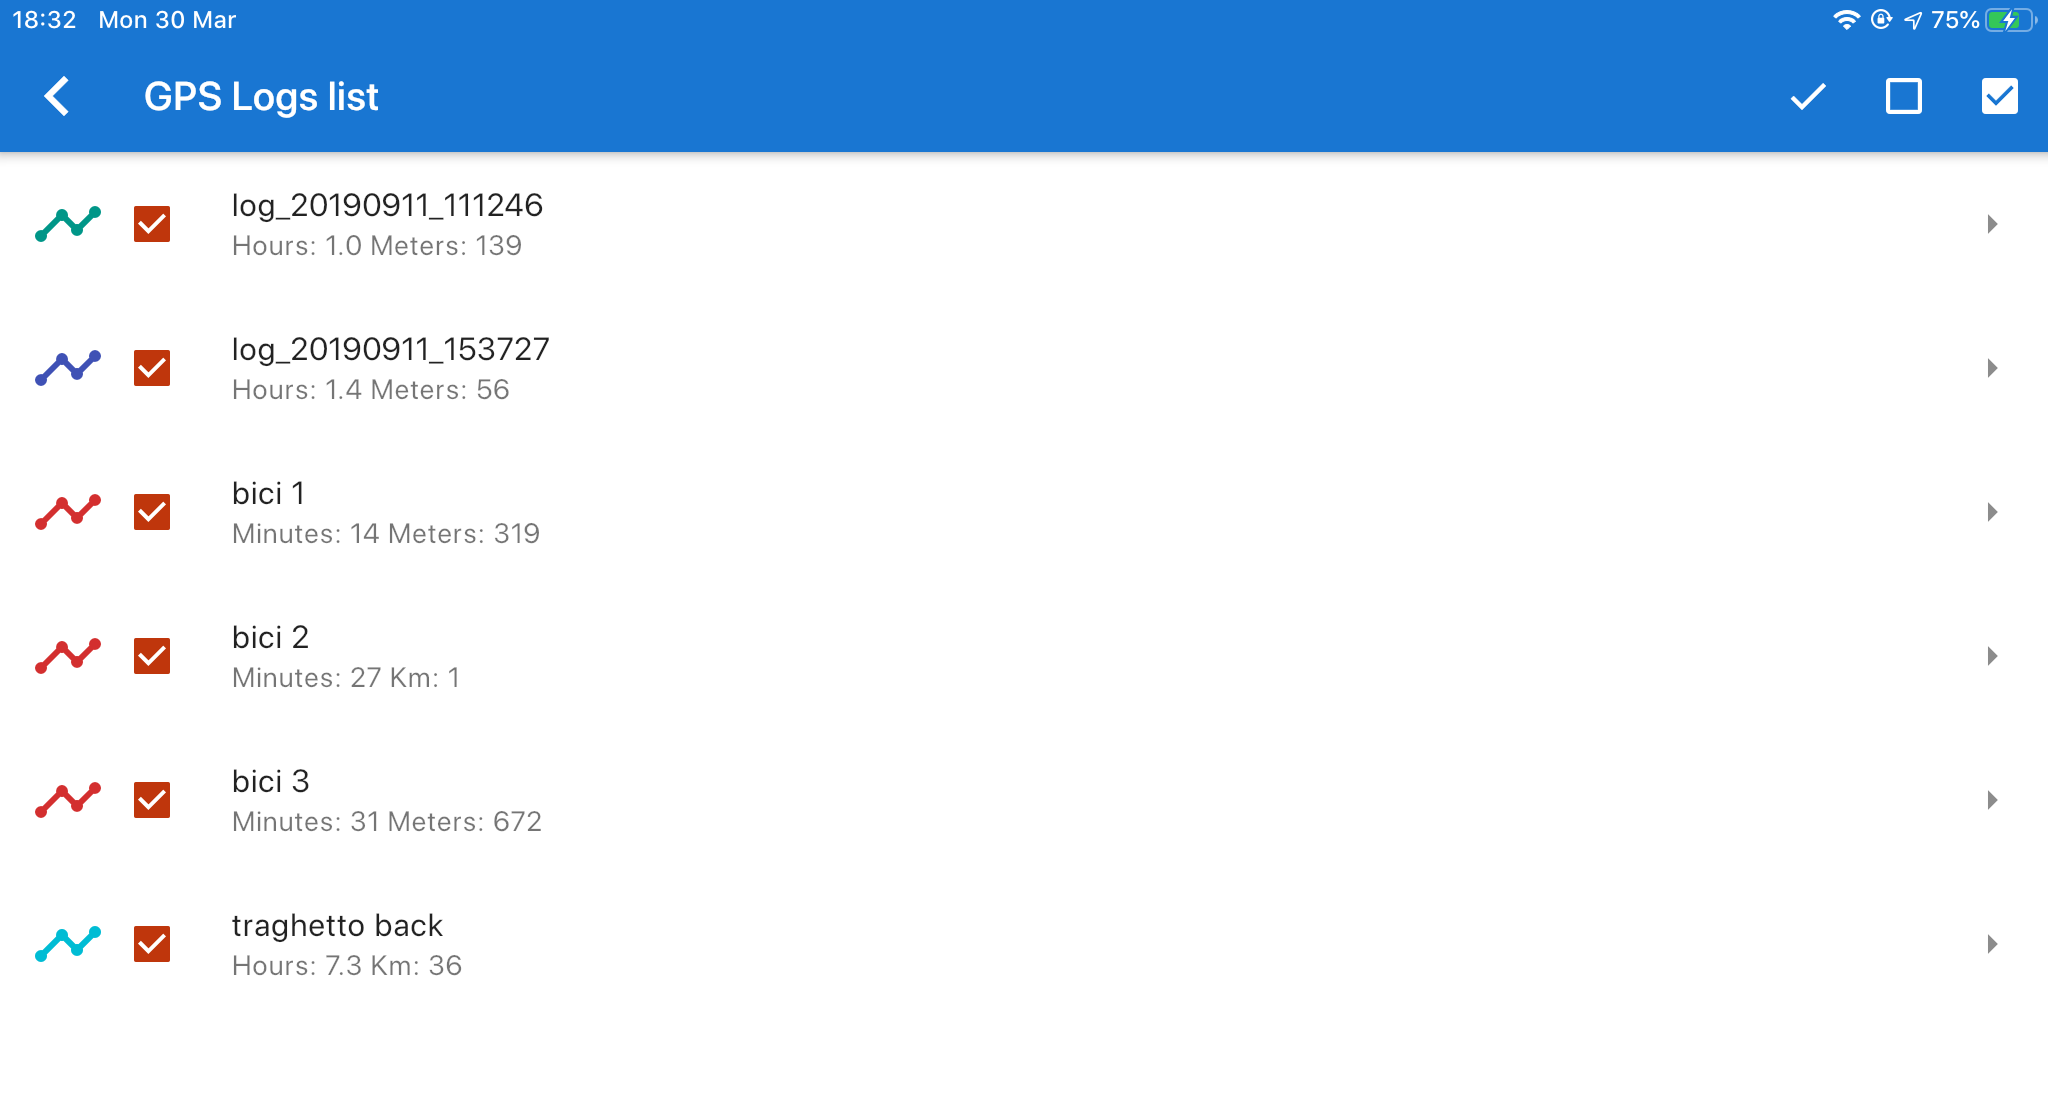 18:32 Mon 30 Mar
75%
GPS Logs list
log_20190911_111246
Hours: 1.0 Meters: 139
log_20190911_153727
Hours: 1.4 Meters: 56
bici 1
Minutes: 14 Meters: 319
bici 2
Minutes: 27 Km: 1
bici 3
Minutes: 31 Meters: 672
traghetto back
Hours: 7.3 Km: 36